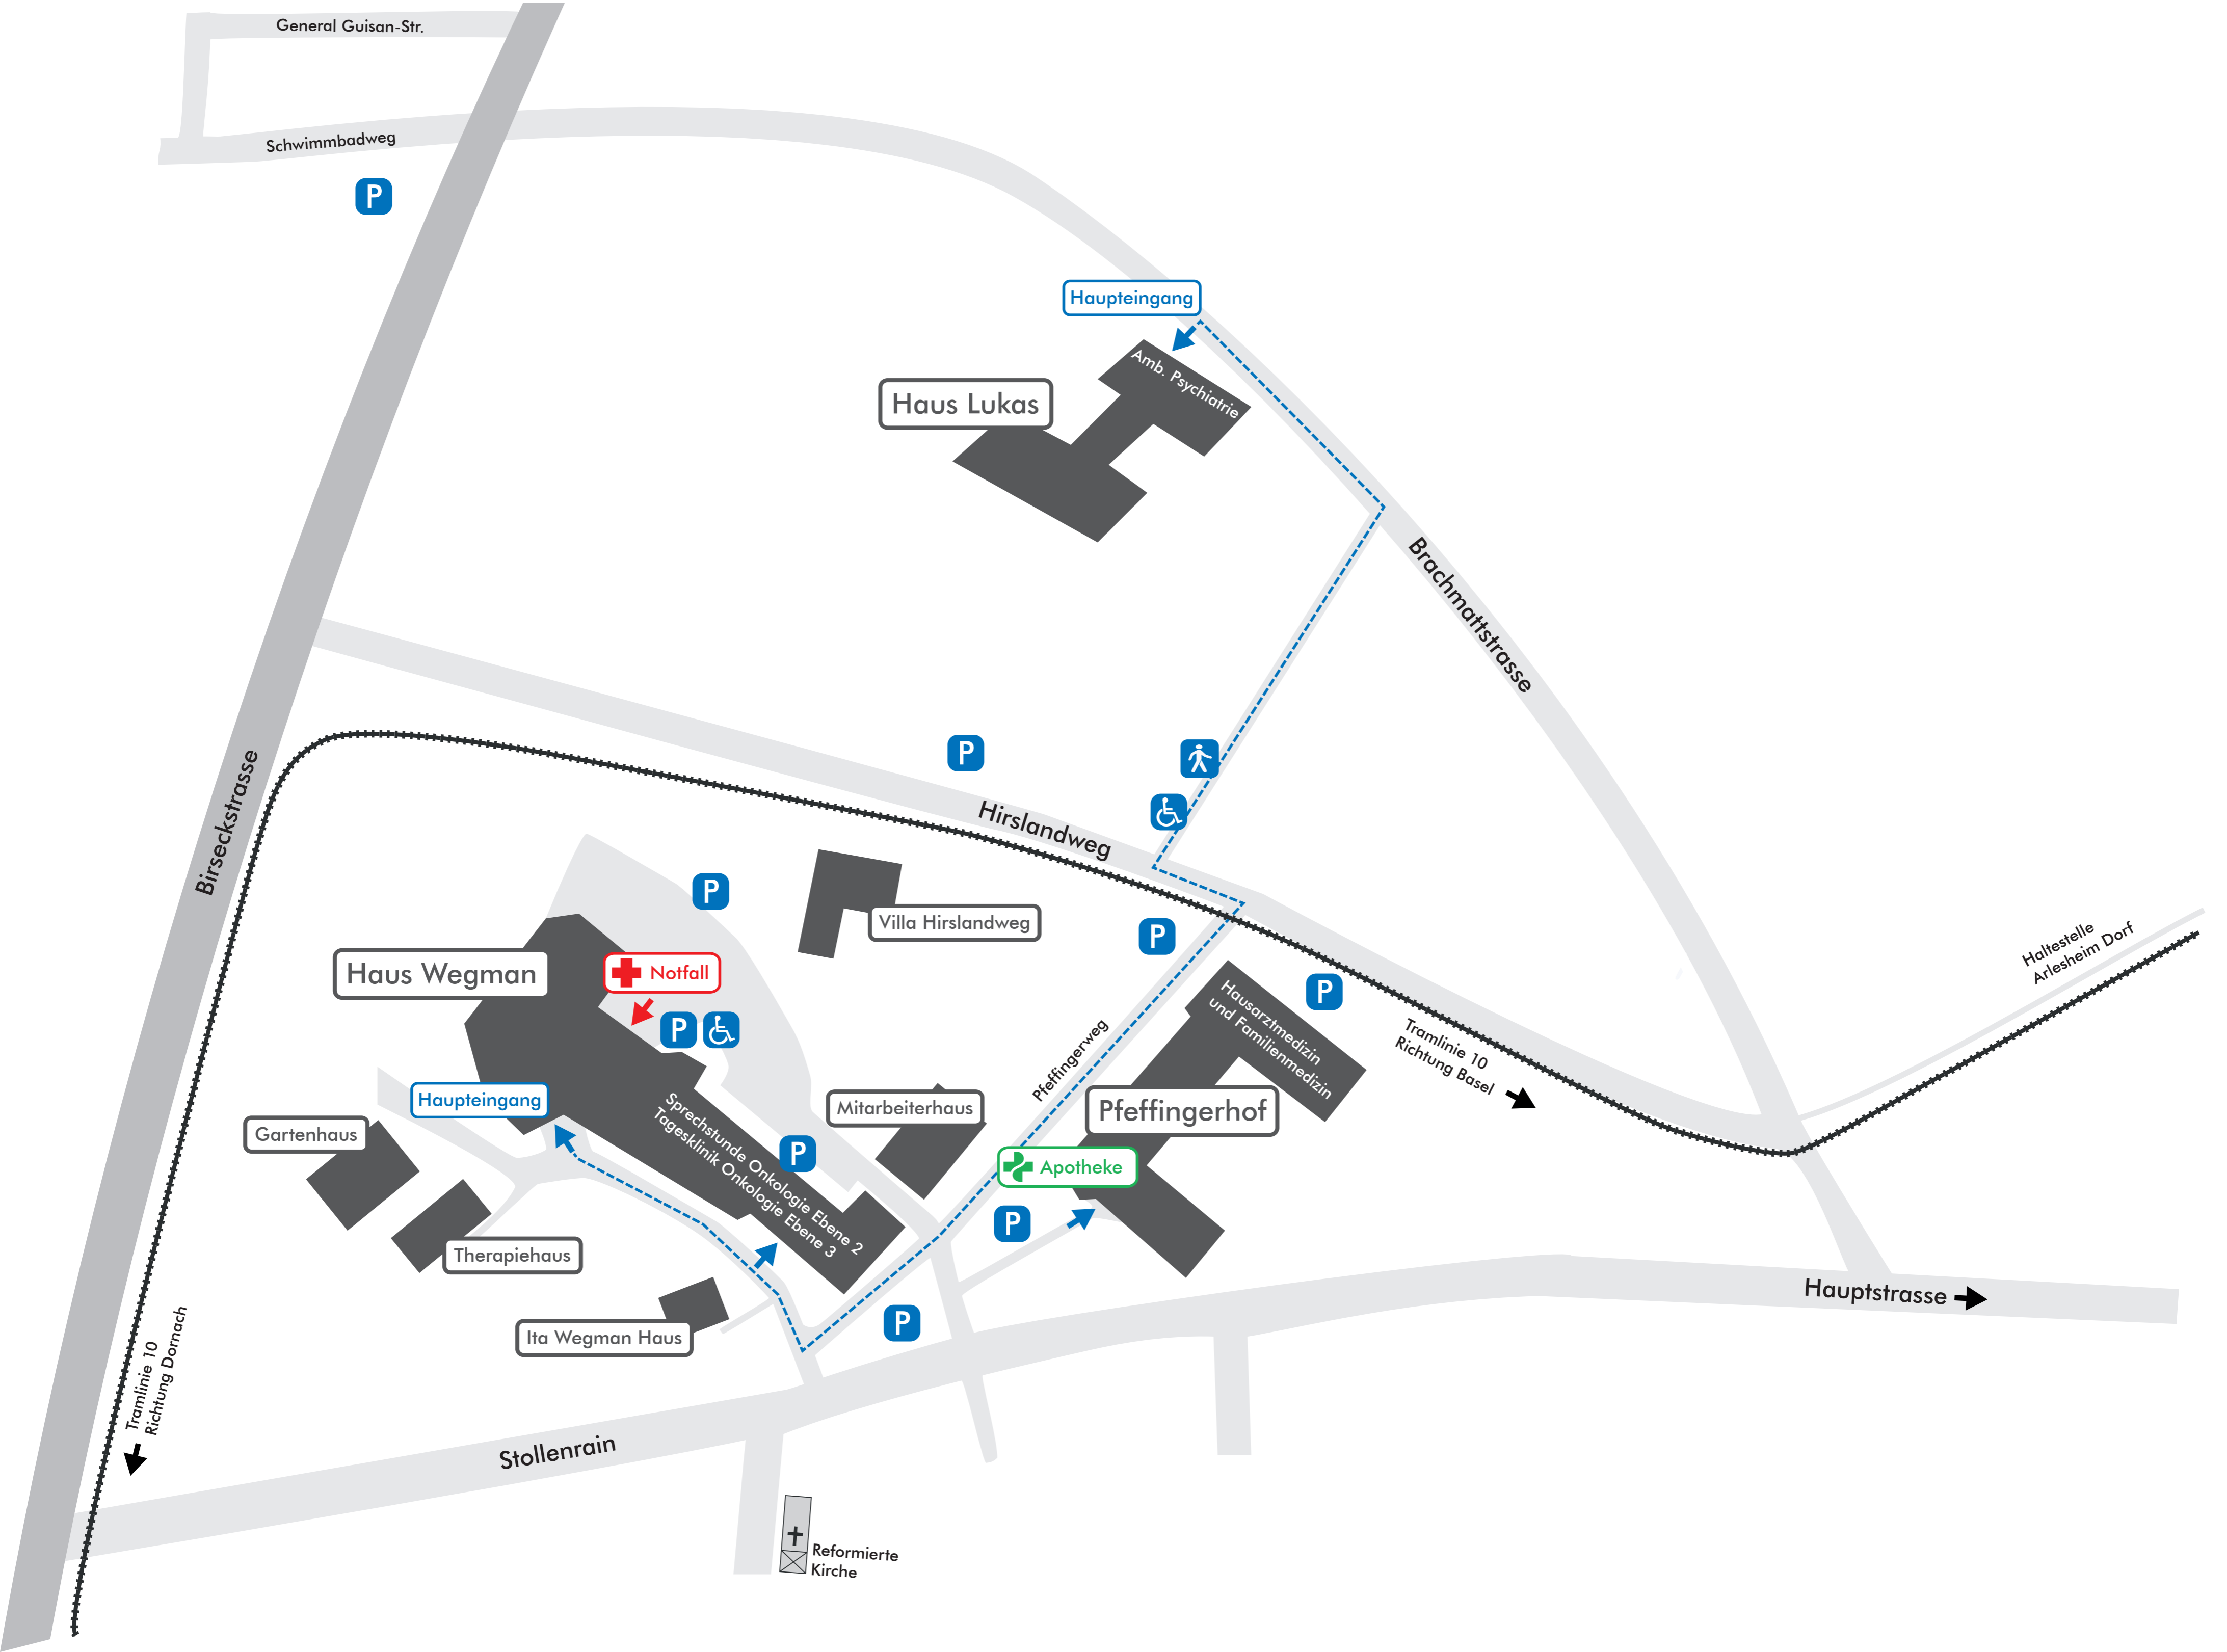 General Guisan-Str.
Schwimmbadweg
P
Haupteingang
Amb. Psychiatrie
Haus Lukas
Brachmattstrasse
P
Hirslandweg
Birseckstrasse
P
Villa Hirslandweg
P
Haus Wegman
Notfall
P
P
Hausarztmedizin
und Familienmedizin
Haltestelle
Arlesheim Dorf
Tramlinie 10
Richtung Basel
Pfeffingerweg
Haupteingang
Mitarbeiterhaus
Pfeffingerhof
Gartenhaus
Sprechstunde Onkologie Ebene 2
Tagesklinik Onkologie Ebene 3
P
Apotheke
P
Therapiehaus
Hauptstrasse
P
Ita Wegman Haus
Tramlinie 10
Richtung Dornach
Stollenrain
Reformierte
Kirche